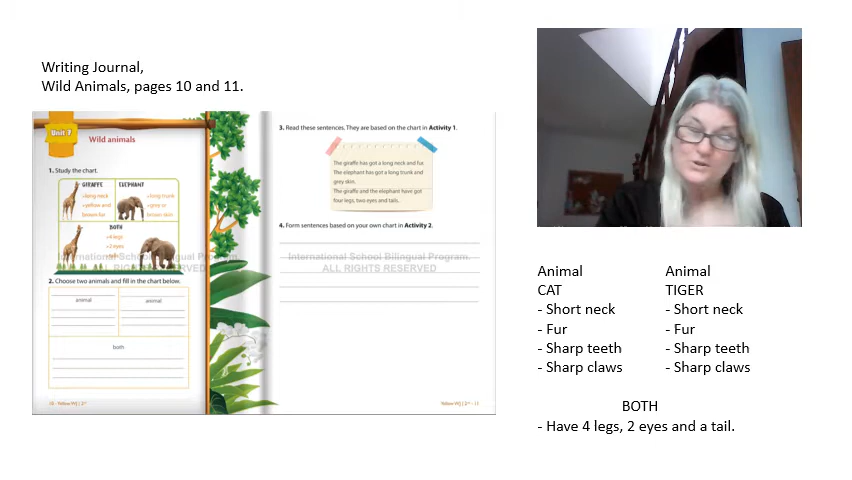 Writing Journal,
Wild Animals, pages 10 and 11.
Unit 7
Wild animals
1. Study the chart.
GIRAFFE
ELEPHANT
long neck
yellow and
brown fur
long trunk
grey or
brown skin
BOTH
4 legs
2 eyes
International School Bilingual Program.
ALL RIGHTS RESERVED
2. Choose two animals and fill in the chart below.
animal
animal
both
3. Read these sentences. They are based on the chart in Activity 1.
The giraffe has got a long neck and fur.
The elephant has got a long trunk and
grey skin.
The giraffe and the elephant have got
four legs, two eyes and tails.
4. Form sentences based on your own chart in Activity 2.
International School Bilingual Program.
ALL RIGHTS RESERVED
Animal
CAT
- Short neck
- Fur
- Sharp teeth
- Sharp claws
Animal
TIGER
- Short neck
- Fur
- Sharp teeth
- Sharp claws
BOTH
- Have 4 legs, 2 eyes and a tail.